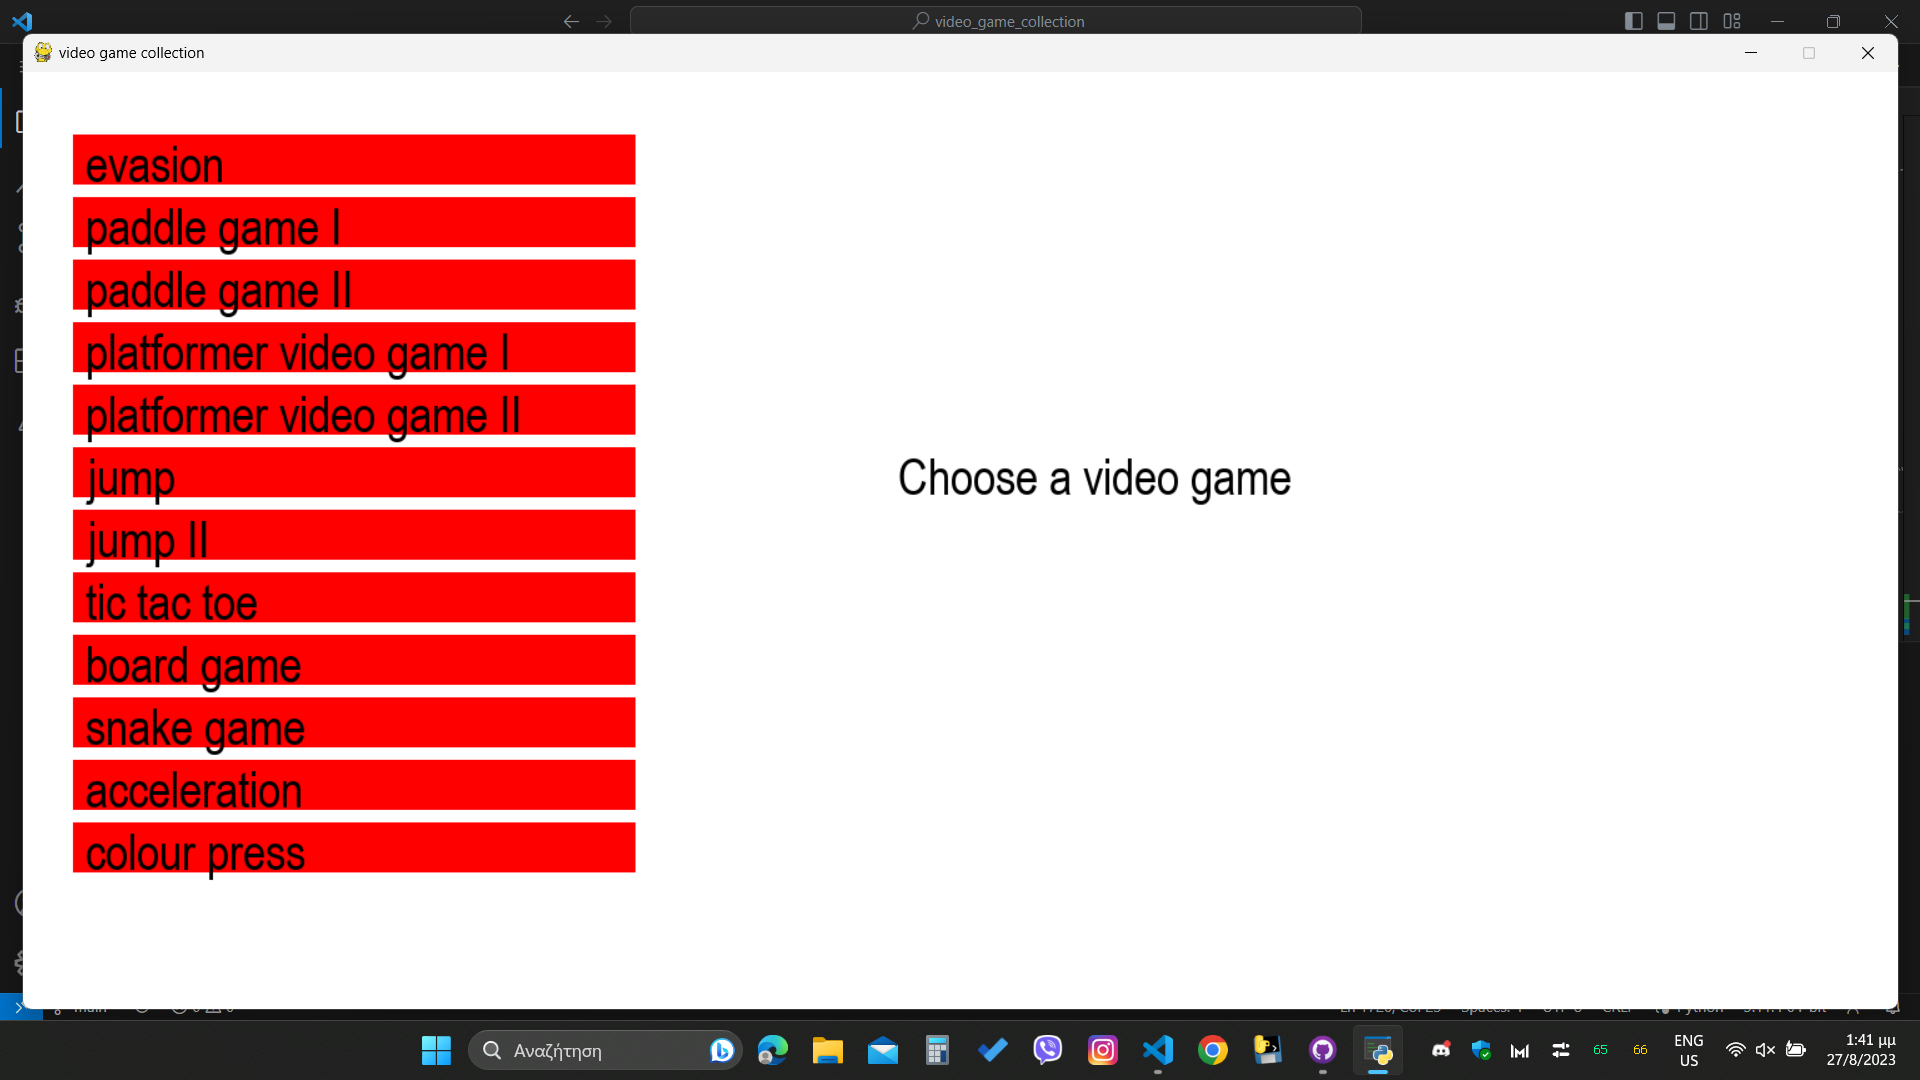 video_game_collection
video game collection
evasion
paddle game I
paddle game II
platformer video game I
platformer video game II
jump
jump II
tic tac toe
board game
snake game
acceleration
colour press
Choose a video game
Αναζήτηση
65
66
ENG
US
1:41 μμ
27/8/2023